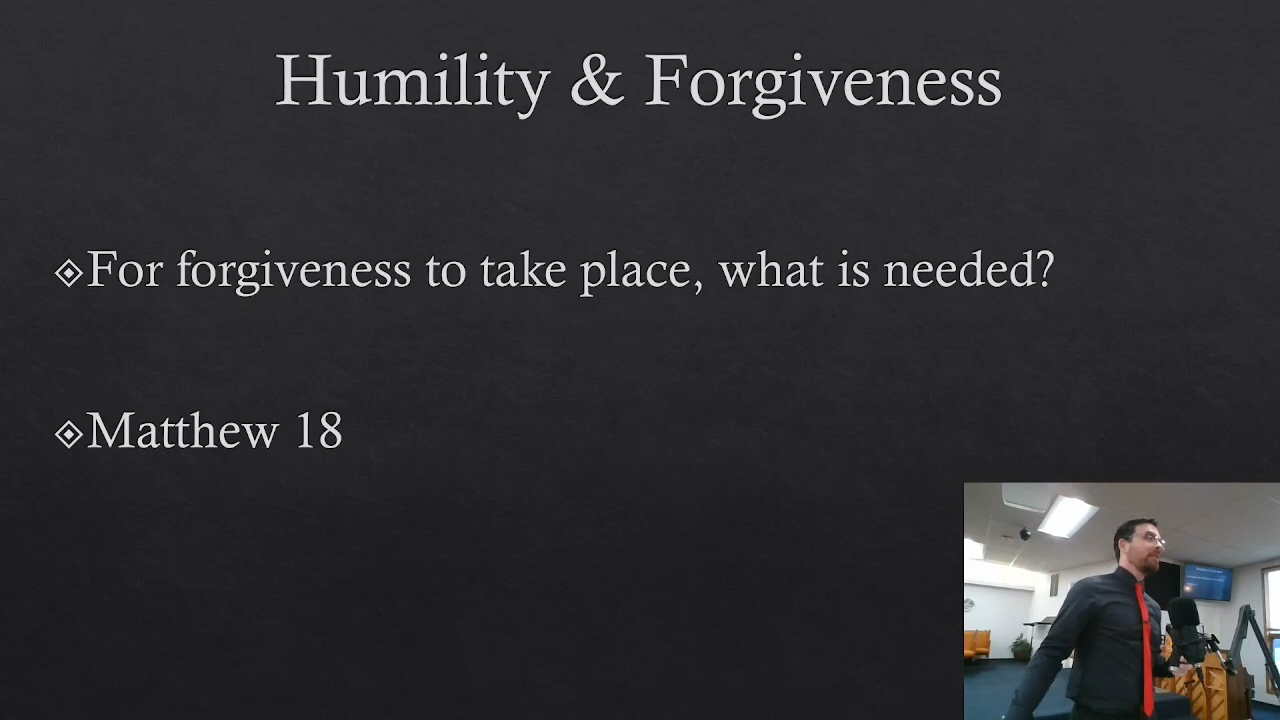 Humility & Forgiveness
For forgiveness to take place, what is needed?
Matthew 18